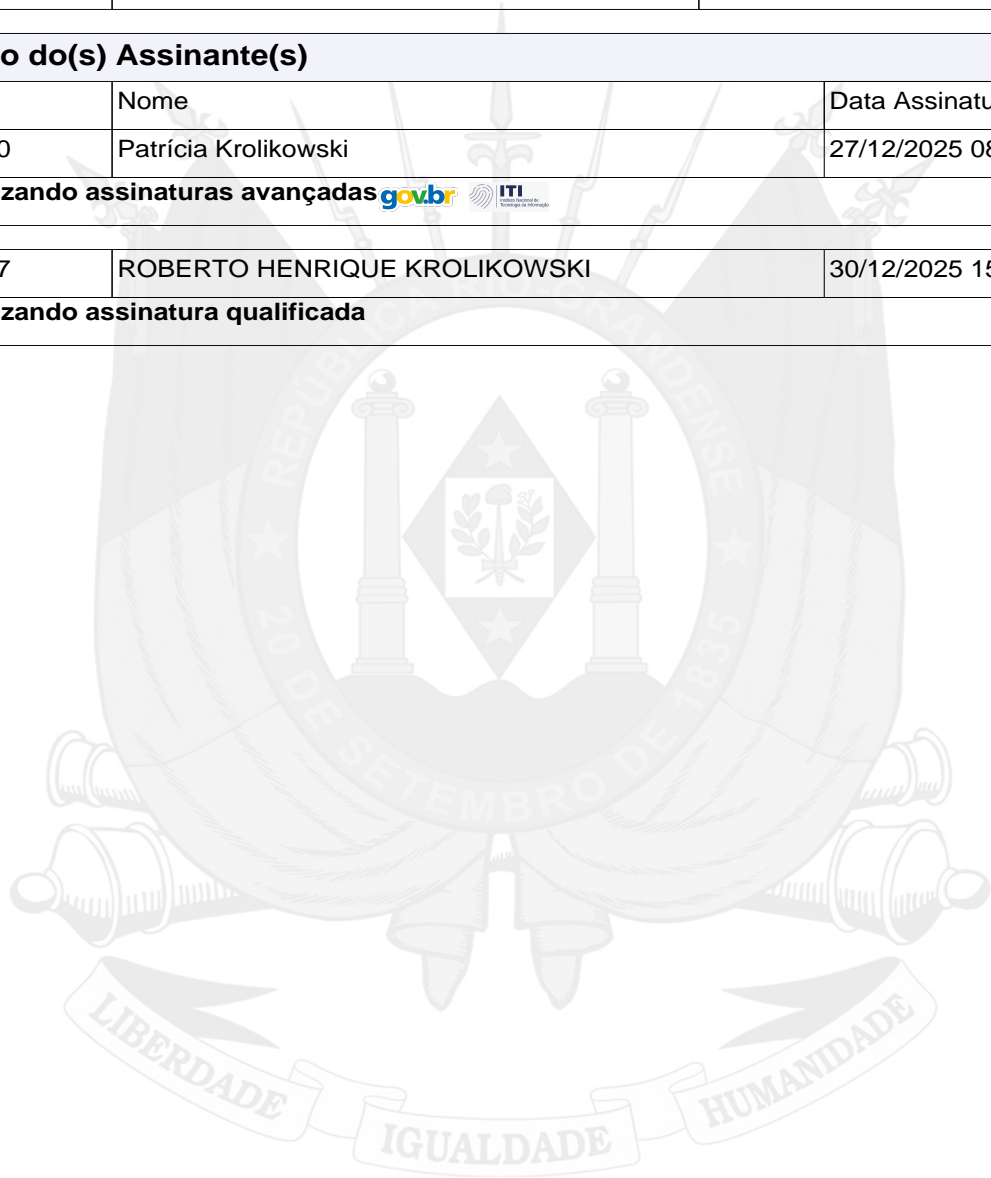 o do(s) Assinante(s)
Nome Data Assinatu
0 Patrícia Krolikowski 27/12/2025 08
zando assinaturas avançadas gov.br ITI
7 ROBERTO HENRIQUE KROLIKOWSKI 30/12/2025 15
zando assinatura qualificada
REPÚBLICA RIO-GRANDENSE
20 DE SETEMBRO DE 1835
LIBERDADE
IGUALDADE
HUMANIDADE